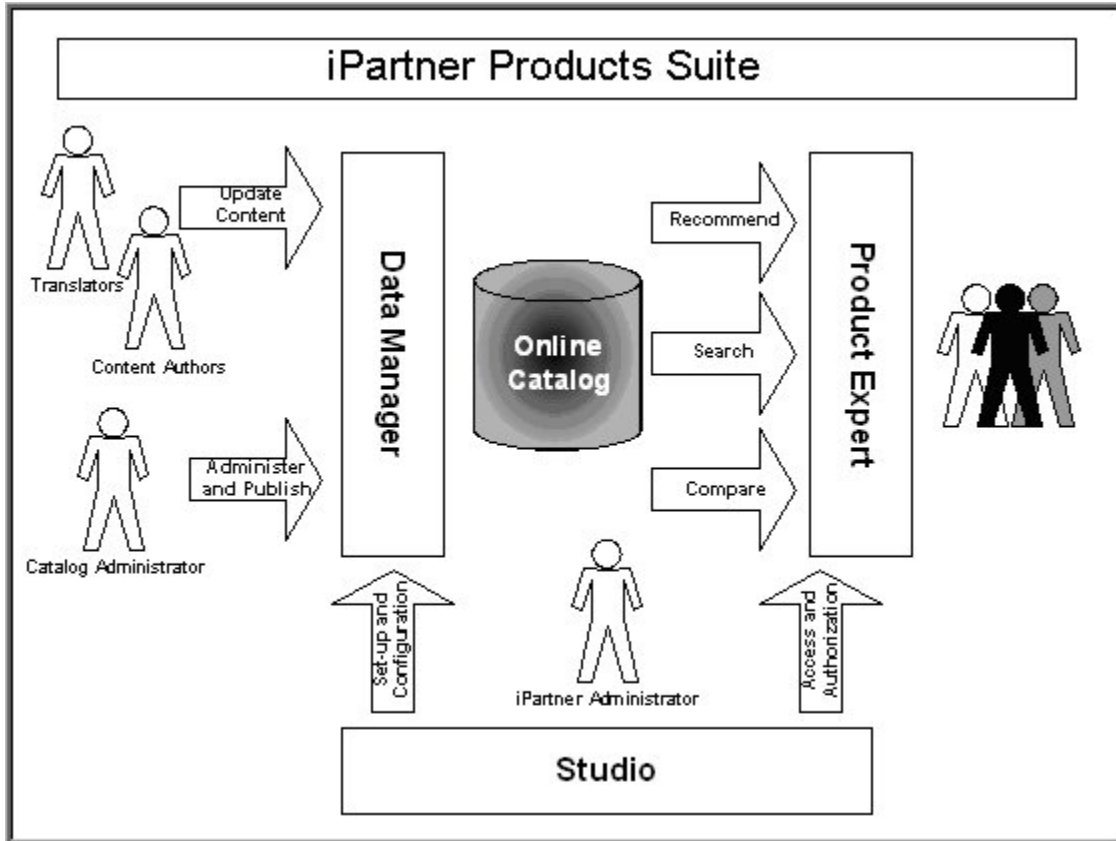 iPartner Products Suite
Update
Content
Translators
Content Authors
Administer
and Publish
Catalog Administrator
Data Manager
Online
Catalog
Recommend
Search
Compare
Product Expert
Set-up and
Configuration
iPartner Administrator
Access and
Authorization
Studio